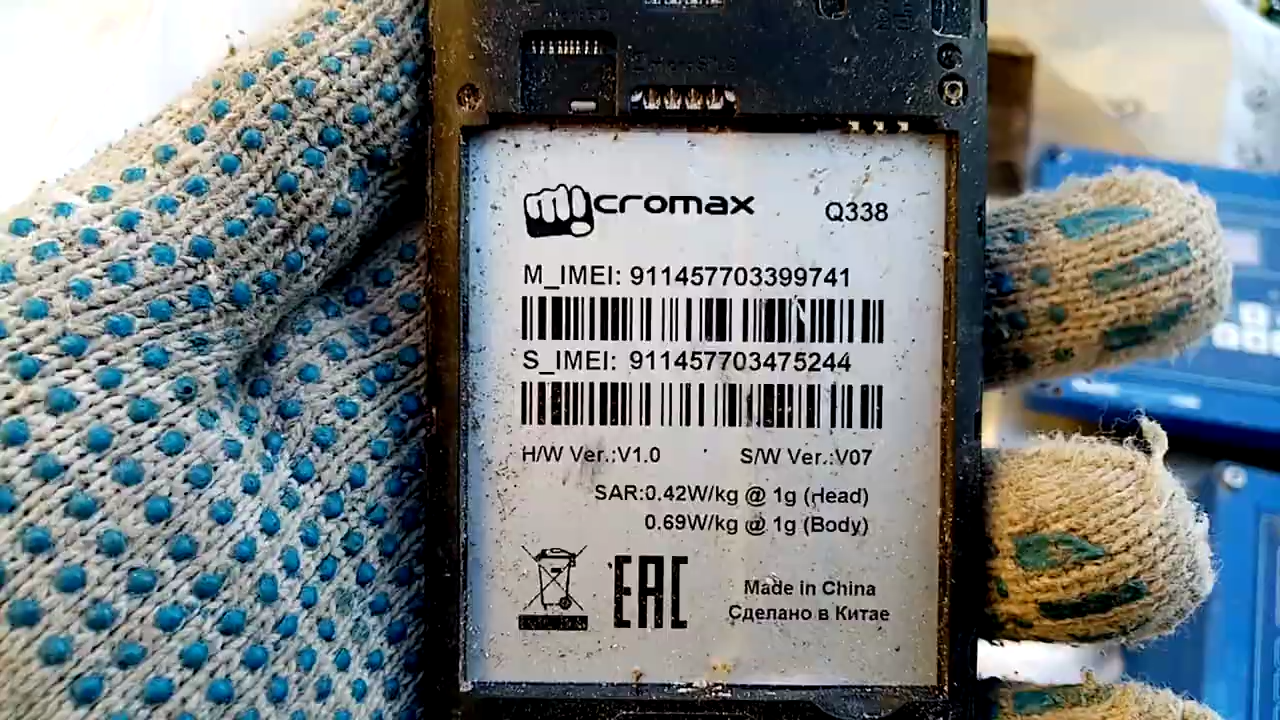 micromax Q338
M_IMEI: 911457703399741
S_IMEI: 911457703475244
H/W Ver.:V1.0 S/W Ver.:V07
SAR:0.42W/kg @ 1g (Head)
0.69W/kg @ 1g (Body)
EAC
Made in China
Сделано в Китае